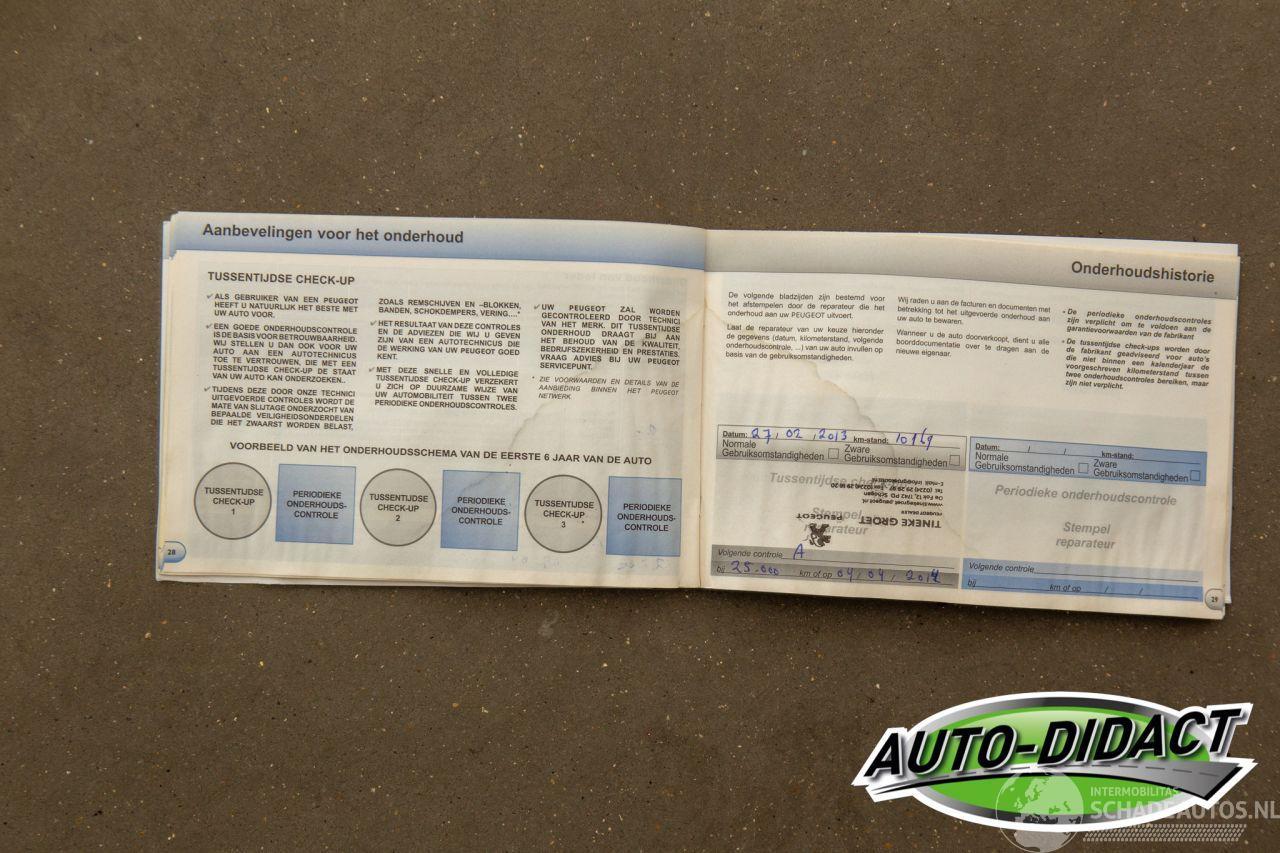 Aanbevelingen voor het onderhoud
TUSSENTIJDSE CHECK-UP
✓ ALS GEBRUIKER VAN EEN PEUGEOT
HEEFT U NATUURLIJK HET BESTE MET
UW AUTO VOOR.
✓ EEN GOEDE ONDERHOUDSCONTROLE
IS DE BASIS VOOR BETROUWBAARHEID.
WIJ STELLEN U DAN OOK VOOR UW
AUTO AAN EEN AUTOTECHNICUS
TOE TE VERTROUWEN, DIE MET EEN
TUSSENTIJDSE CHECK-UP DE STAAT
VAN UW AUTO KAN ONDERZOEKEN..
✓ TIJDENS DEZE DOOR ONZE TECHNICI
UITGEVOERDE CONTROLES WORDT DE
MATE VAN SLIJTAGE ONDERZOCHT VAN
BEPAALDE VEILIGHEIDSONDERDELEN
DIE HET ZWAARST WORDEN BELAST,
ZOALS REMSCHIJVEN EN –BLOKKEN,
BANDEN, SCHOKDEMPERS, VERING....*
✓ HET RESULTAAT VAN DEZE CONTROLES
EN DE ADVIEZEN DIE WIJ U GEVEN
ZIJN VAN EEN AUTOTECHNICUS DIE
DE WERKING VAN UW PEUGEOT GOED
KENT.
✓ MET DEZE SNELLE EN VOLLEDIGE
TUSSENTIJDSE CHECK-UP VERZEKERT
U ZICH OP DUURZAME WIJZE VAN
UW AUTOMOBILITEIT TUSSEN TWEE
PERIODIEKE ONDERHOUDSCONTROLES.
✓ UW PEUGEOT ZAL WORDEN
GECONTROLEERD DOOR TECHNICI
VAN HET MERK. DIT TUSSENTIJDSE
ONDERHOUD DRAAGT BIJ AAN
HET BEHOUD VAN DE KWALITEIT,
BEDRIJFSZEKERHEID EN PRESTATIES.
VRAAG ADVIES BIJ UW PEUGEOT
SERVICEPUNT.
* ZIE VOORWAARDEN EN DETAILS VAN DE
AANBIEDING BINNEN HET PEUGEOT
NETWERK.
VOORBEELD VAN HET ONDERHOUDSSCHEMA VAN DE EERSTE 6 JAAR VAN DE AUTO
TUSSENTIJDSE
CHECK-UP
1
PERIODIEKE
ONDERHOUDS-
CONTROLE
TUSSENTIJDSE
CHECK-UP
2
PERIODIEKE
ONDERHOUDS-
CONTROLE
TUSSENTIJDSE
CHECK-UP
3
PERIODIEKE
ONDERHOUDS-
CONTROLE
28
Onderhoudshistorie
De volgende bladzijden zijn bestemd voor
het afstempelen door de reparateur die het
onderhoud aan uw PEUGEOT uitvoert.
Laat de reparateur van uw keuze hieronder
de gegevens (datum, kilometerstand, volgende
onderhoudscontrole, ...) van uw auto invullen op
basis van de gebruiksomstandigheden.
Wij raden u aan de facturen en documenten met
betrekking tot het uitgevoerde onderhoud aan
uw auto te bewaren.
Wanneer u de auto doorverkoopt, dient u alle
boorddocumentatie over te dragen aan de
nieuwe eigenaar.
• De periodieke onderhoudscontroles
zijn verplicht om te voldoen aan de
garantievoorwaarden van de fabrikant
• De tussentijdse check-ups worden door
de fabrikant geadviseerd voor auto's
die niet binnen een kalenderjaar de
voorgeschreven kilometerstand tussen
twee onderhoudscontroles bereiken, maar
zijn niet verplicht.
Datum: 27, 02, 2013 km-stand:
Normale
Gebruiksomstandigheden
Zware
Gebruiksomstandigheden
Tussentijdse check-up
Stempel
reparateur
TINEKE GROET
PEUGEOT DEALER
PEUGEOT
Volgende controle A
bij 25.000 km of op 04, 04, 2014
Datum: / / km-stand:
Normale
Gebruiksomstandigheden
Zware
Gebruiksomstandigheden
Periodieke onderhoudscontrole
Stempel
reparateur
Volgende controle
bij km of op / /
29
AUTO-DIDACT
INTERMOBILITAS
SCHADEAUTOS.NL